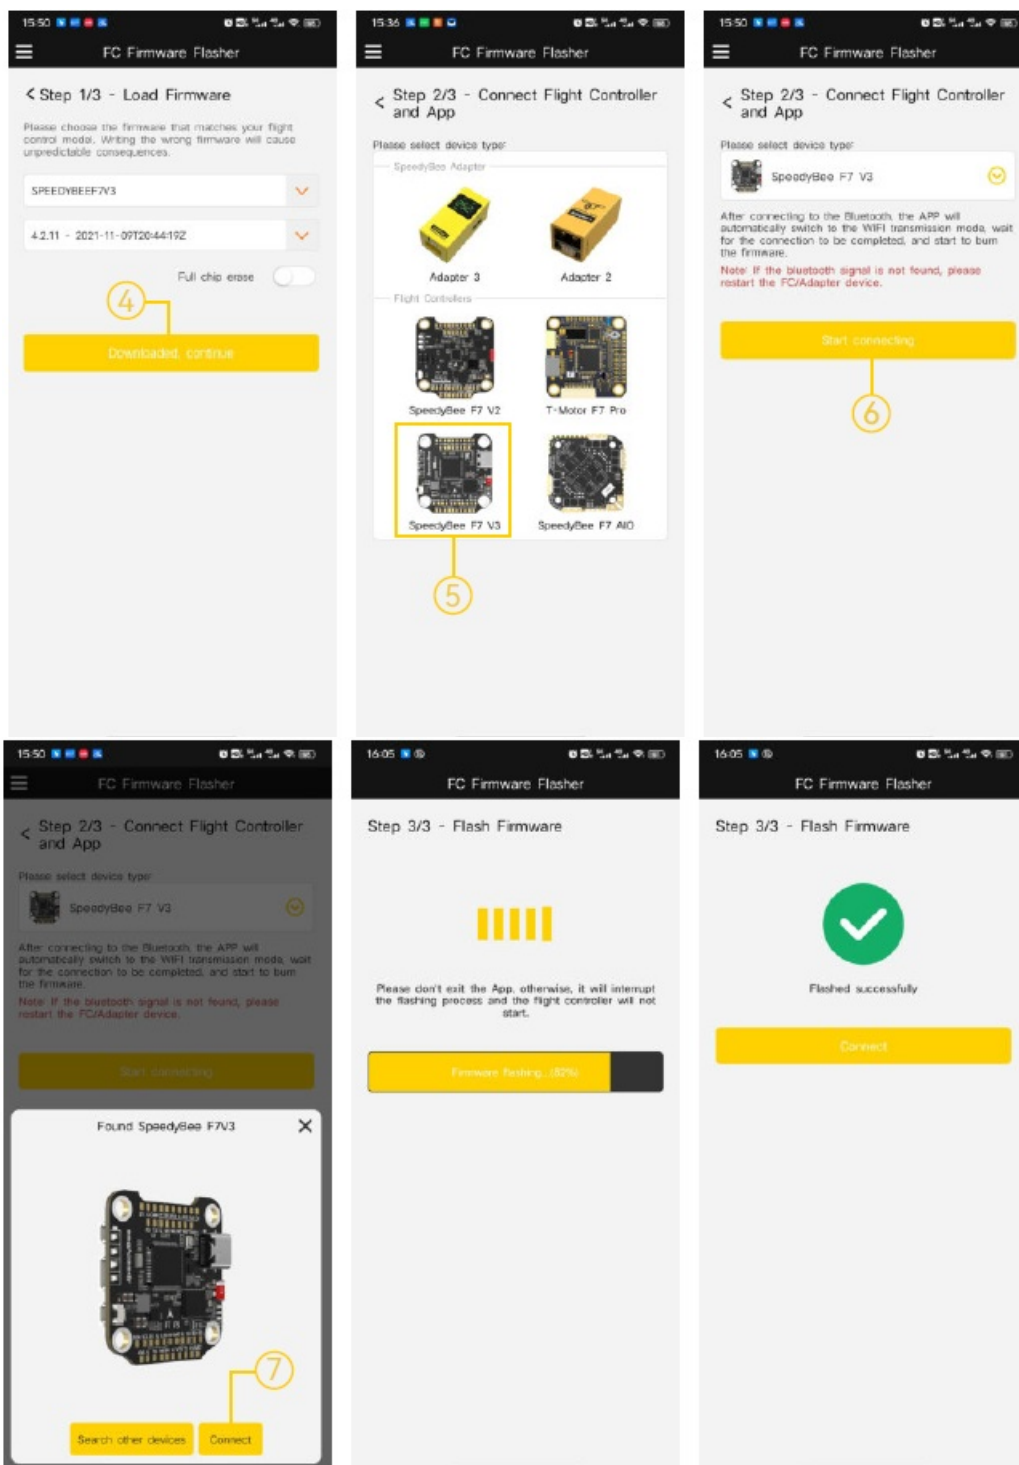 15:50
FC Firmware Flasher
< Step 1/3 - Load Firmware
Please choose the firmware that matches your flight
control model. Writing the wrong firmware will cause
unpredictable consequences.
SPEEDYBEEF7V3
4.2.11 - 2021-11-09T20:44:19Z
Full chip erase
4
Downloaded, continue
15:36
FC Firmware Flasher
< Step 2/3 - Connect Flight Controller
and App
Please select device type:
SpeedyBee Adapter
Adapter 3
Adapter 2
Flight Controllers
SpeedyBee F7 V2
T-Motor F7 Pro
SpeedyBee F7 V3
SpeedyBee F7 AIO
5
15:50
FC Firmware Flasher
< Step 2/3 - Connect Flight Controller
and App
Please select device type:
SpeedyBee F7 V3
After connecting to the Bluetooth, the APP will
automatically switch to the WIFI transmission mode, wait
for the connection to be completed, and start to burn
the firmware.
Note: If the bluetooth signal is not found, please
restart the FC/Adapter device.
Start connecting
6
15:50
FC Firmware Flasher
< Step 2/3 - Connect Flight Controller
and App
Please select device type:
SpeedyBee F7 V3
After connecting to the Bluetooth, the APP will
automatically switch to the WIFI transmission mode, wait
for the connection to be completed, and start to burn
the firmware.
Note: If the bluetooth signal is not found, please
restart the FC/Adapter device.
Start connecting
Found SpeedyBee F7V3
7
Search other devices
Connect
16:05
FC Firmware Flasher
Step 3/3 - Flash Firmware
Please don't exit the App, otherwise, it will interrupt
the flashing process and the flight controller will not
start.
Firmware flashing...(82%)
16:05
FC Firmware Flasher
Step 3/3 - Flash Firmware
Flashed successfully
Connect